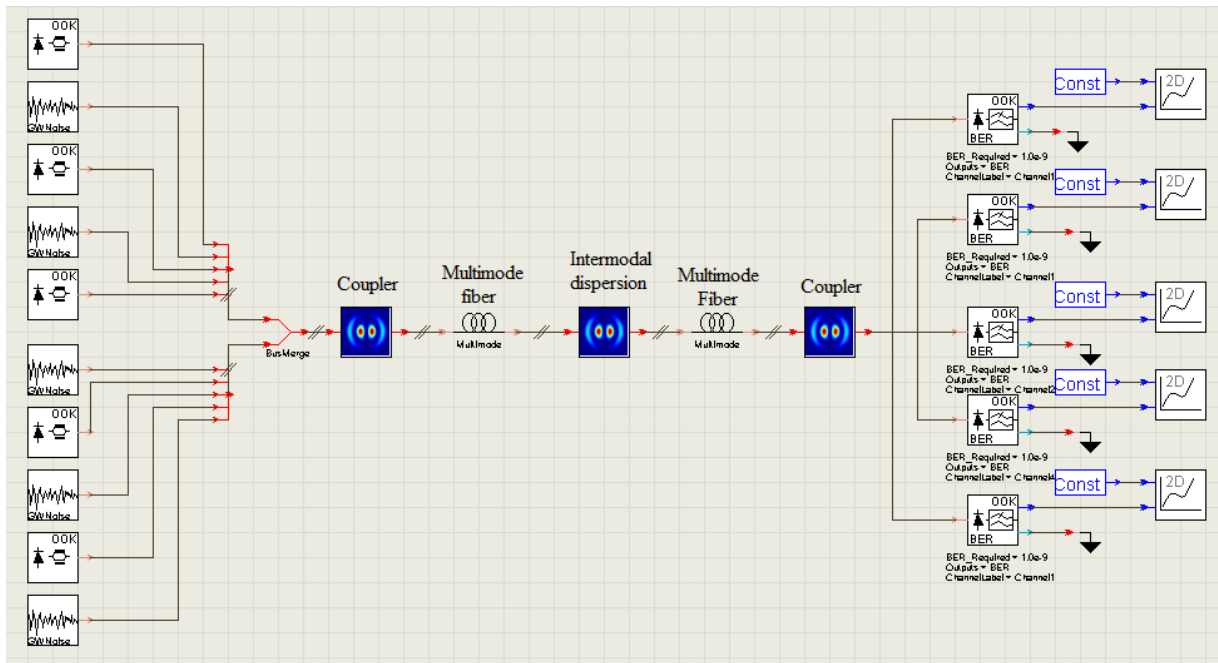 OOK
GWNoise
OOK
GWNoise
OOK
GWNoise
OOK
GWNoise
OOK
GWNoise
BusMerge
Coupler
Multimode
fiber
MultiMode
Intermodal
dispersion
Multimode
Fiber
MultiMode
Coupler
Const
2D
OOK
BER
BER_Required = 1.0e-9
Outputs = BER
ChannelLabel = Channel1
Const
2D
OOK
BER
BER_Required = 1.0e-9
Outputs = BER
ChannelLabel = Channel1
Const
2D
OOK
BER
BER_Required = 1.0e-9
Outputs = BER
ChannelLabel = Channel2
Const
2D
OOK
BER
BER_Required = 1.0e-9
Outputs = BER
ChannelLabel = Channel4
Const
2D
OOK
BER
BER_Required = 1.0e-9
Outputs = BER
ChannelLabel = Channel1